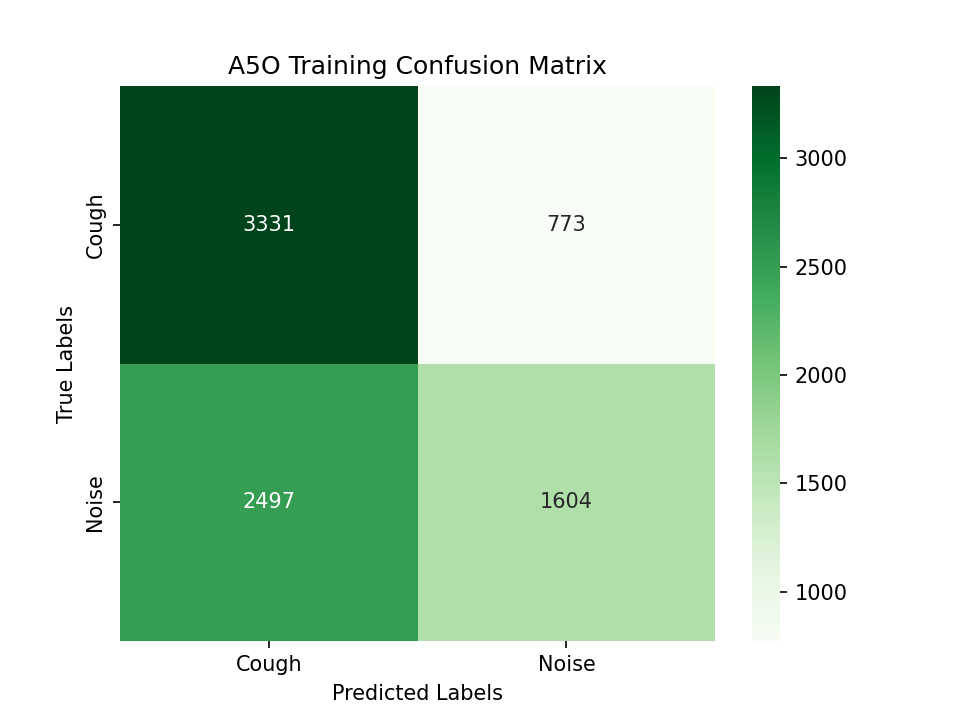 A5O Training Confusion Matrix
True Labels
Cough
Noise
3331
773
2497
1604
Cough
Noise
Predicted Labels
3000
2500
2000
1500
1000